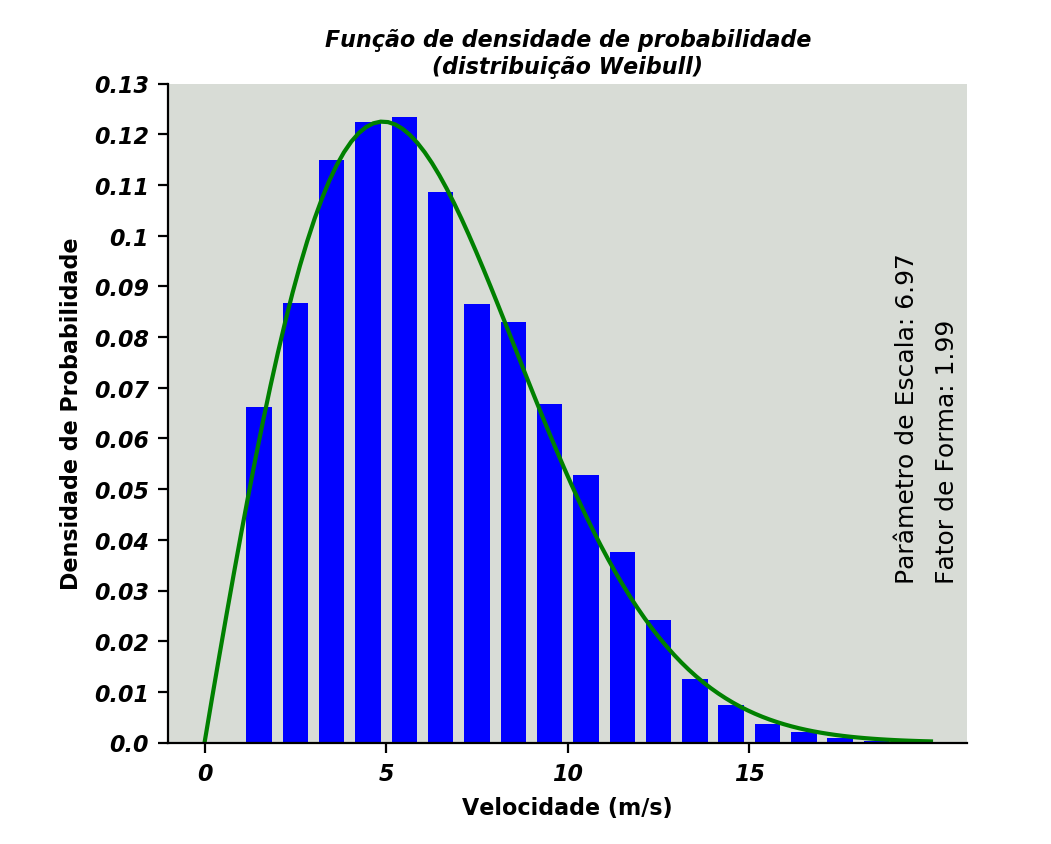 Função de densidade de probabilidade
(distribuição Weibull)
Densidade de Probabilidade
0.13
0.12
0.11
0.1
0.09
0.08
0.07
0.06
0.05
0.04
0.03
0.02
0.01
0.0
Parâmetro de Escala: 6.97
Fator de Forma: 1.99
0 5 10 15
Velocidade (m/s)